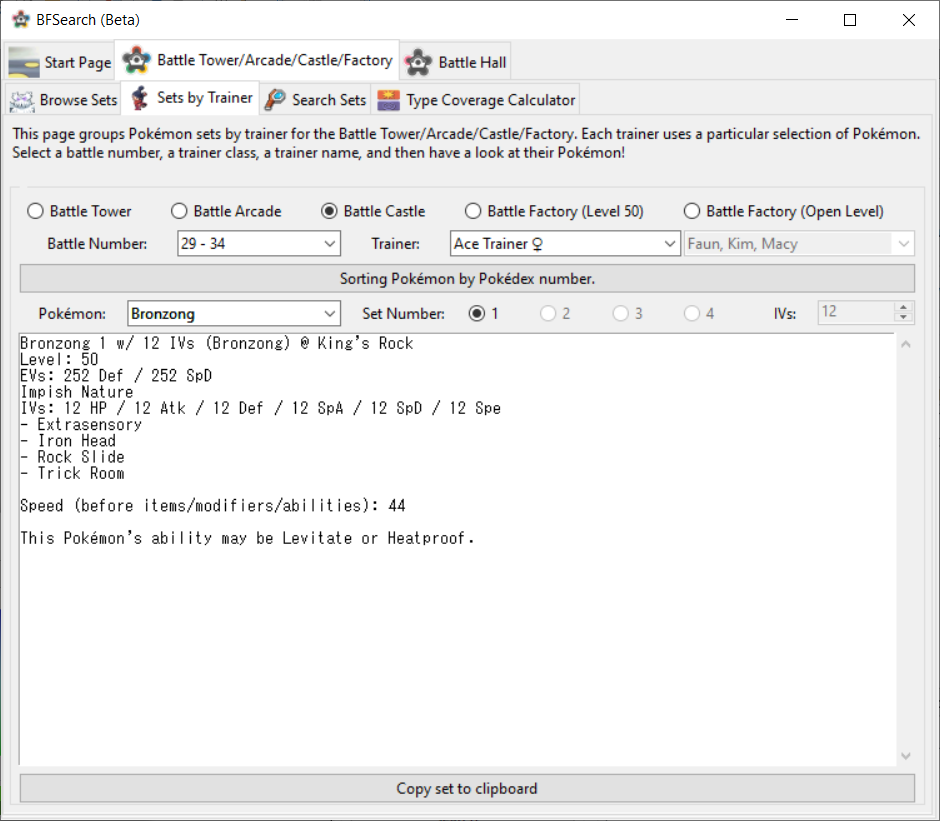 BFSearch (Beta)
Start Page
Battle Tower/Arcade/Castle/Factory
Battle Hall
Browse Sets
Sets by Trainer
Search Sets
Type Coverage Calculator
This page groups Pokémon sets by trainer for the Battle Tower/Arcade/Castle/Factory. Each trainer uses a particular selection of Pokémon.
Select a battle number, a trainer class, a trainer name, and then have a look at their Pokémon!
Battle Tower
Battle Arcade
Battle Castle
Battle Factory (Level 50)
Battle Factory (Open Level)
Battle Number:
29 - 34
Trainer:
Ace Trainer ♀
Faun, Kim, Macy
Sorting Pokémon by Pokédex number.
Pokémon:
Bronzong
Set Number:
1
2
3
4
IVs:
12
Bronzong 1 w/ 12 IVs (Bronzong) @ King's Rock
Level: 50
EVs: 252 Def / 252 SpD
Impish Nature
IVs: 12 HP / 12 Atk / 12 Def / 12 SpA / 12 SpD / 12 Spe
- Extrasensory
- Iron Head
- Rock Slide
- Trick Room
Speed (before items/modifiers/abilities): 44
This Pokémon's ability may be Levitate or Heatproof.
Copy set to clipboard